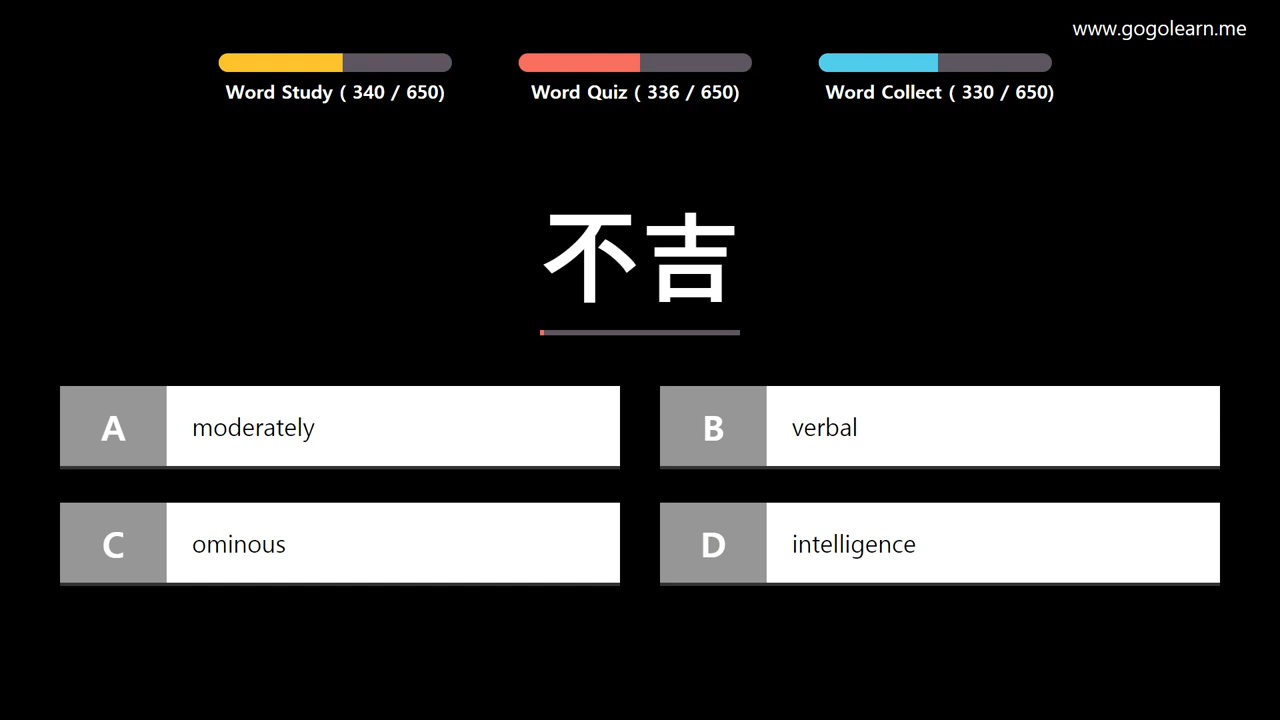 www.gogolearn.me
Word Study ( 340 / 650)
Word Quiz ( 336 / 650)
Word Collect ( 330 / 650)
不吉
A moderately
B verbal
C ominous
D intelligence